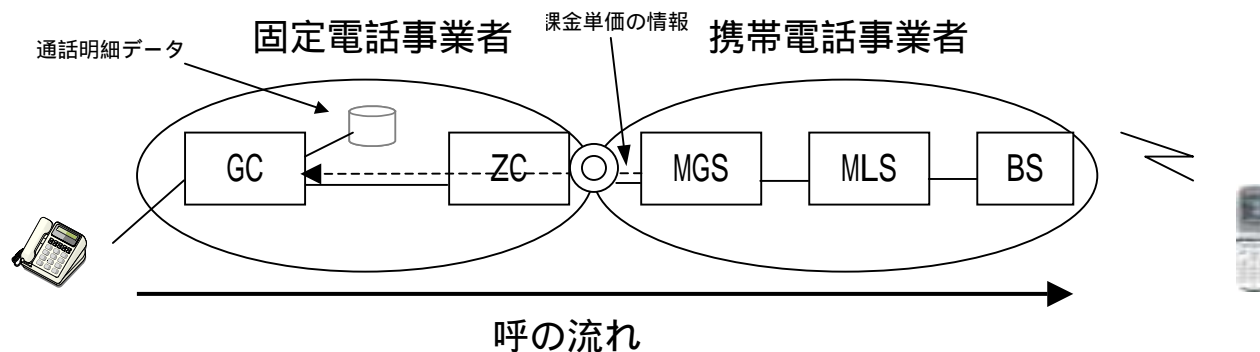 課金単価の情報
通話明細データ
固定電話事業者
携帯電話事業者
GC
ZC
MGS
MLS
BS
呼の流れ